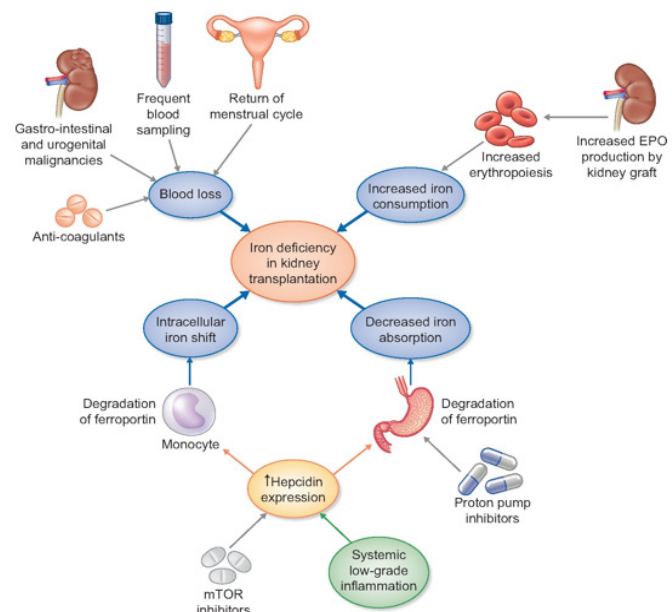 Gastro-intestinal
and urogenital
malignancies
Frequent
blood
sampling
Return of
menstrual cycle
Anti-coagulants
Blood loss
Increased
erythropoiesis
Increased EPO
production by
kidney graft
Increased iron
consumption
Iron deficiency
in kidney
transplantation
Intracellular
iron shift
Decreased iron
absorption
Degradation
of ferroportin
Monocyte
Degradation
of ferroportin
Proton pump
inhibitors
↑Hepcidin
expression
mTOR
inhibitors
Systemic
low-grade
inflammation